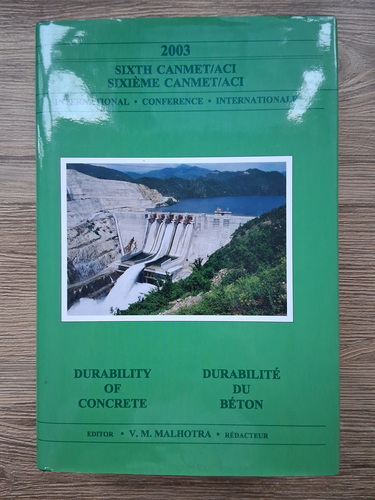 2003
SIXTH CANMET/ACI
SIXIÈME CANMET/ACI
INTERNATIONAL • CONFERENCE • INTERNATIONALE
DURABILITY
OF
CONCRETE
DURABILITÉ
DU
BÉTON
EDITOR • V. M. MALHOTRA • RÉDACTEUR